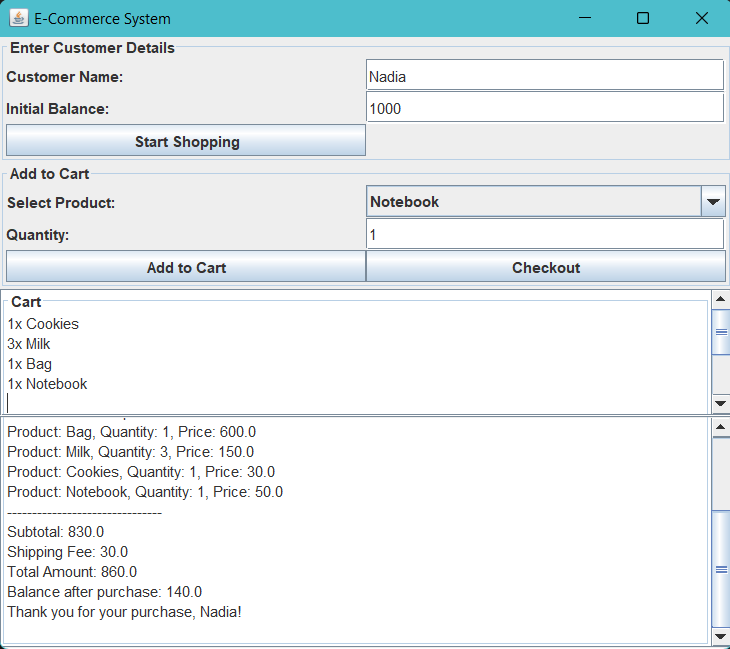 E-Commerce System
Enter Customer Details
Customer Name: Nadia
Initial Balance: 1000
Start Shopping
Add to Cart
Select Product: Notebook
Quantity: 1
Add to Cart Checkout
Cart
1x Cookies
3x Milk
1x Bag
1x Notebook
Product: Bag, Quantity: 1, Price: 600.0
Product: Milk, Quantity: 3, Price: 150.0
Product: Cookies, Quantity: 1, Price: 30.0
Product: Notebook, Quantity: 1, Price: 50.0
-------------------------------
Subtotal: 830.0
Shipping Fee: 30.0
Total Amount: 860.0
Balance after purchase: 140.0
Thank you for your purchase, Nadia!